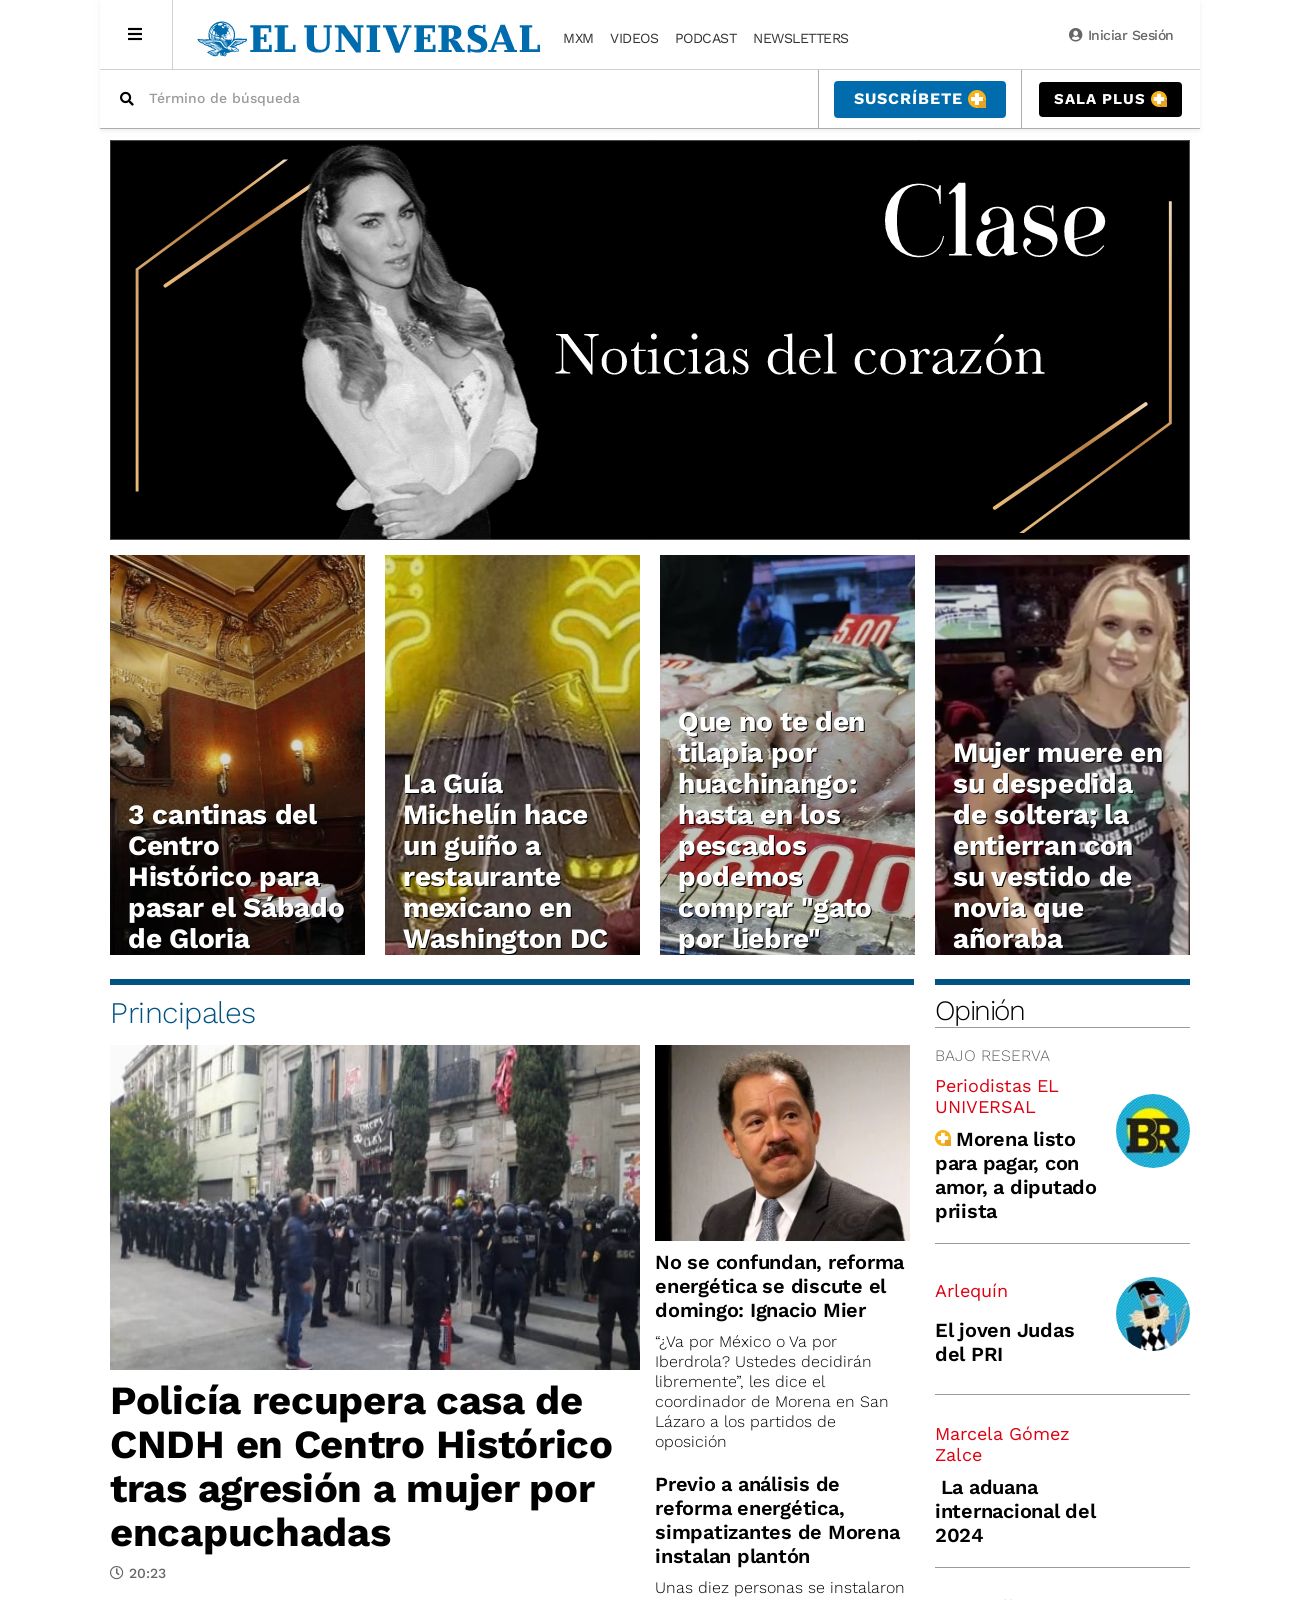 EL UNIVERSAL
MXM VIDEOS PODCAST NEWSLETTERS
Iniciar Sesión
Término de búsqueda
SUSCRÍBETE
SALA PLUS
Clase
Noticias del corazón
3 cantinas del
Centro
Histórico para
pasar el Sábado
de Gloria
La Guía
Michelín hace
un guiño a
restaurante
mexicano en
Washington DC
5.00
18.00
Que no te den
tilapia por
huachinango:
hasta en los
pescados
podemos
comprar "gato
por liebre"
Mujer muere en
su despedida
de soltera; la
entierran con
su vestido de
novia que
añoraba
Principales
SSC
SSC
Policía recupera casa de
CNDH en Centro Histórico
tras agresión a mujer por
encapuchadas
20:23
No se confundan, reforma
energética se discute el
domingo: Ignacio Mier
“¿Va por México o Va por
Iberdrola? Ustedes decidirán
libremente”, les dice el
coordinador de Morena en San
Lázaro a los partidos de
oposición
Previo a análisis de
reforma energética,
simpatizantes de Morena
instalan plantón
Unas diez personas se instalaron
Opinión
BAJO RESERVA
Periodistas EL
UNIVERSAL
Morena listo
para pagar, con
amor, a diputado
priista
BR
Arlequín
El joven Judas
del PRI
Marcela Gómez
Zalce
La aduana
internacional del
2024